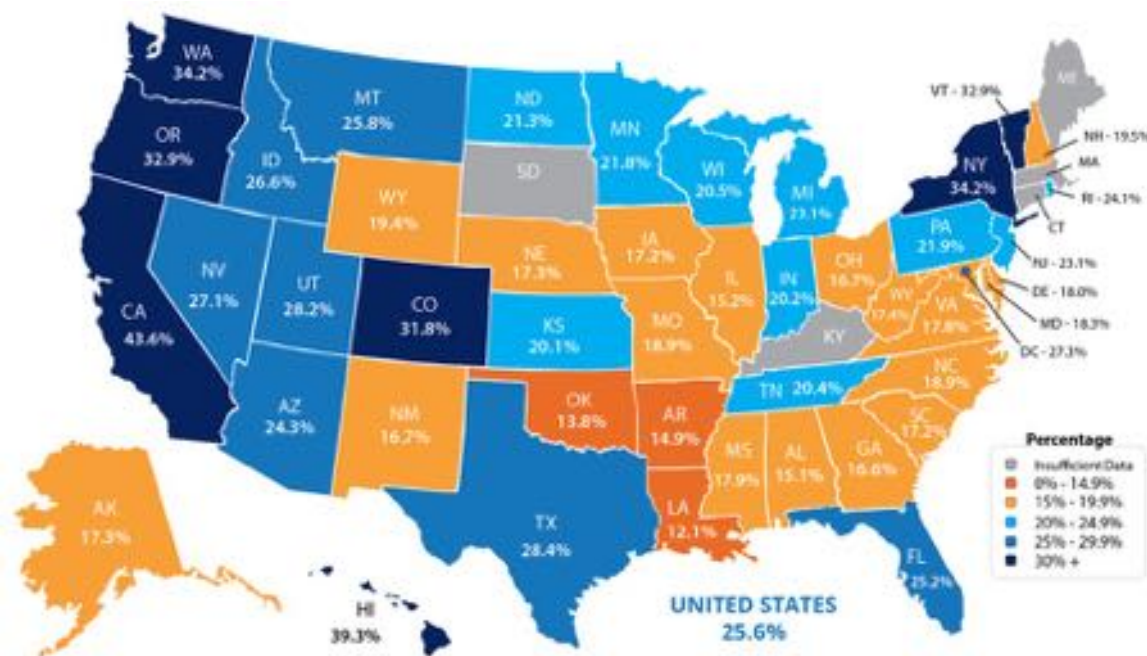 WA
34.2%
OR
32.9%
CA
43.6%
ID
26.6%
NV
27.1%
MT
25.8%
WY
19.4%
UT
28.2%
CO
31.8%
AZ
24.3%
NM
16.2%
ND
21.3%
SD
NE
17.3%
KS
20.1%
OK
13.8%
TX
28.4%
MN
21.8%
IA
17.2%
MO
18.9%
AR
14.9%
LA
12.1%
WI
20.5%
IL
15.2%
MI
23.1%
IN
20.2%
OH
16.7%
KY
TN 20.4%
MS
17.9%
AL
15.1%
GA
16.6%
FL
25.2%
SC
17.2%
NC
18.9%
VA
17.8%
WV
17.4%
PA
21.9%
NY
34.2%
VT - 32.9%
ME
NH - 19.5%
MA
RI - 24.1%
CT
NJ - 23.1%
DE - 18.0%
MD - 18.3%
DC - 27.3%
AK
17.3%
HI
39.3%
UNITED STATES
25.6%
Percentage
Insufficient Data
0% - 14.9%
15% - 19.9%
20% - 24.9%
25% - 29.9%
30% +